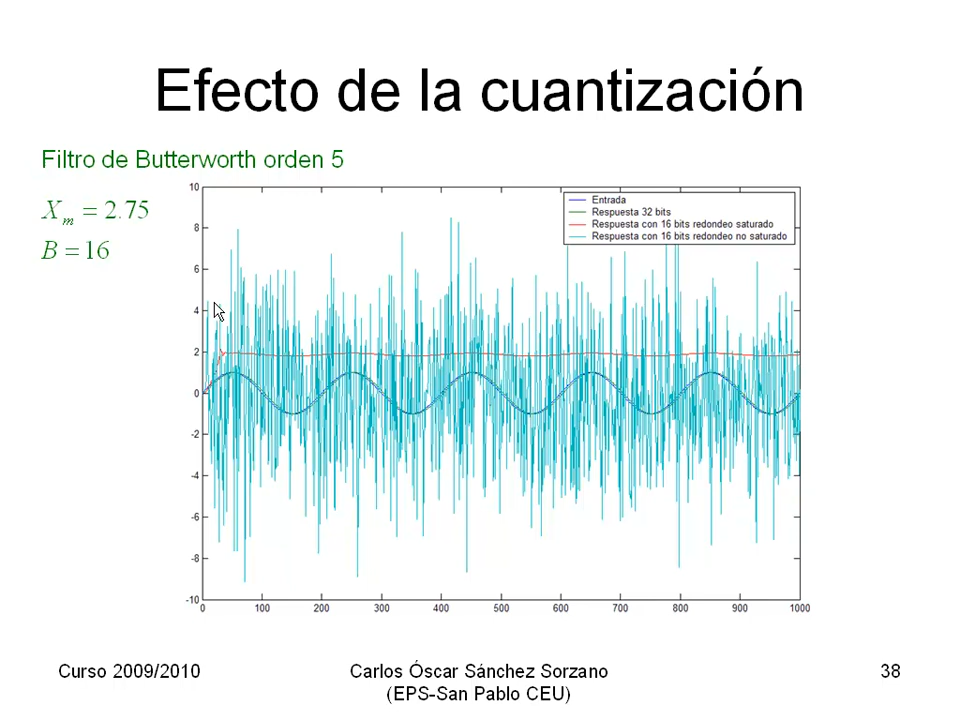 Efecto de la cuantización
Filtro de Butterworth orden 5
X_m = 2.75
B = 16
10
8
6
4
2
0
-2
-4
-6
-8
-10
Entrada
Respuesta 32 bits
Respuesta con 16 bits redondeo saturado
Respuesta con 16 bits redondeo no saturado
0 100 200 300 400 500 600 700 800 900 1000
Curso 2009/2010
Carlos Óscar Sánchez Sorzano
(EPS-San Pablo CEU)
38